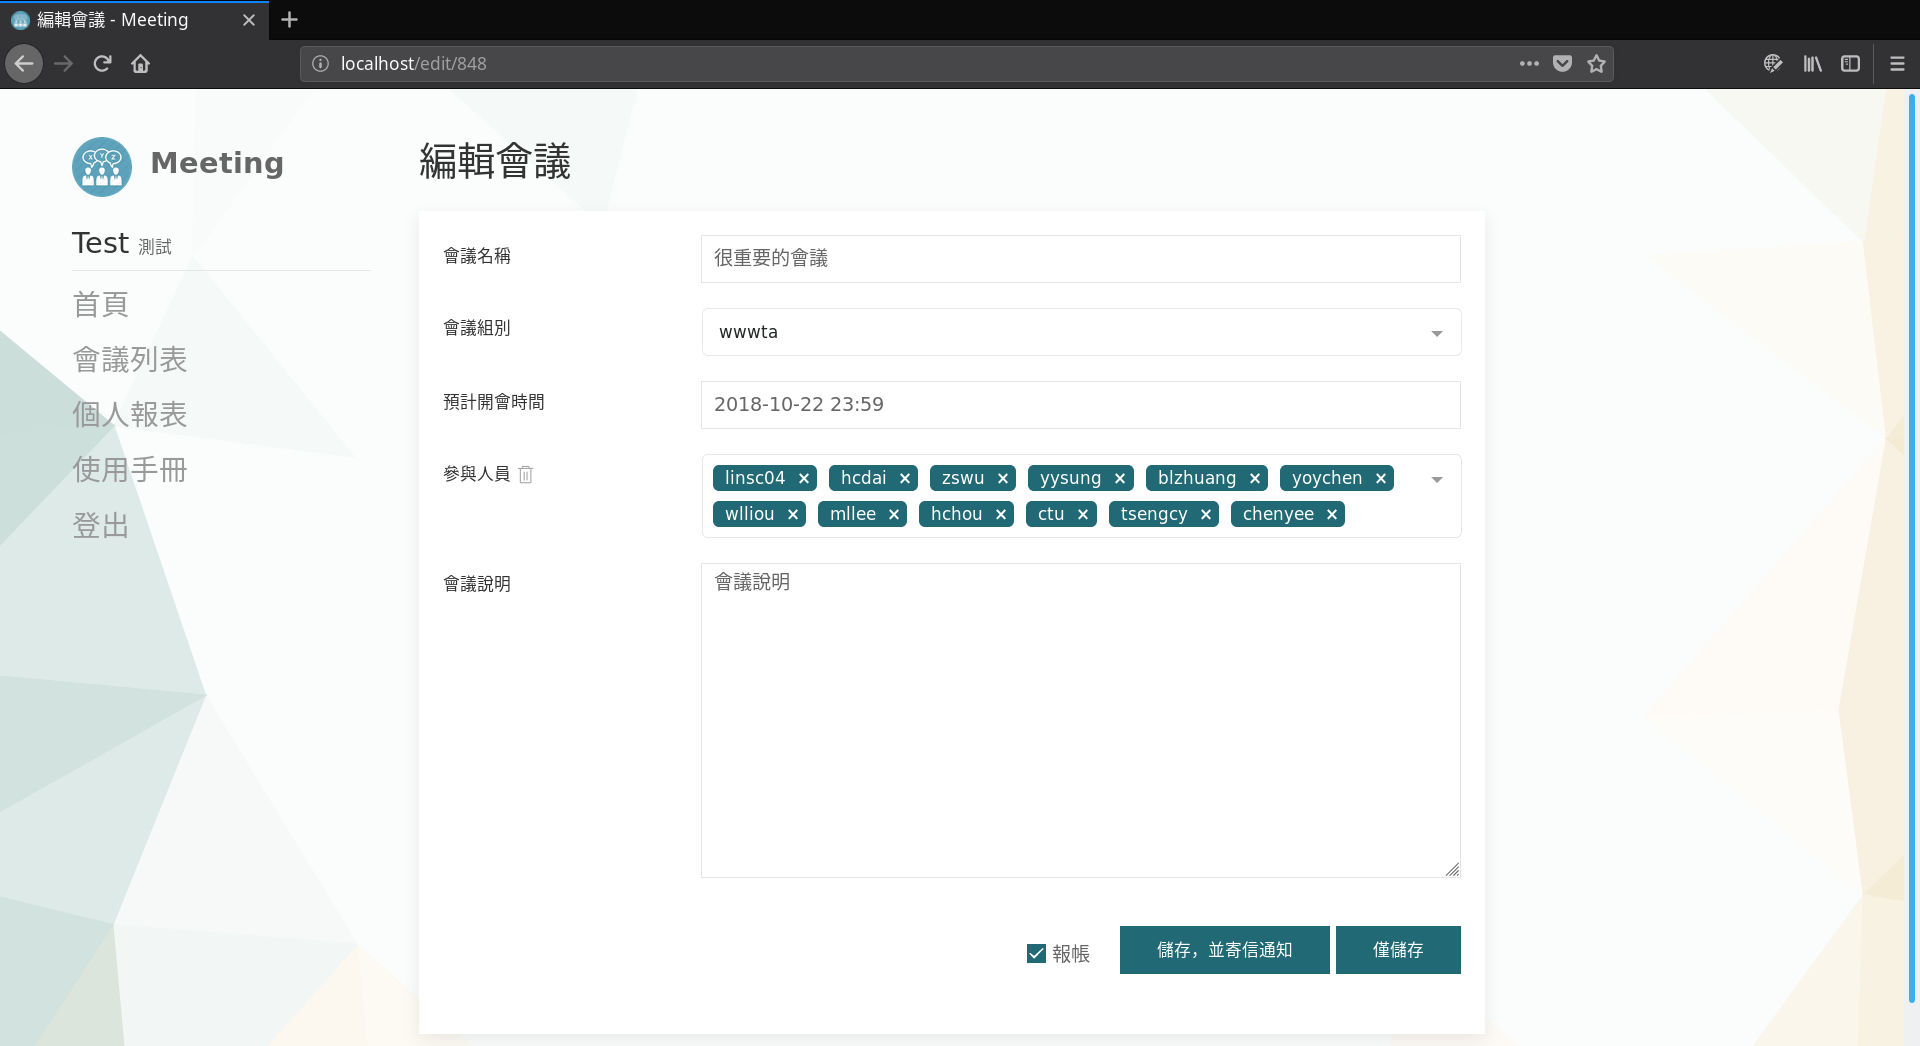 編輯會議 - Meeting
localhost/edit/848
Meeting
Test 測試
首頁
會議列表
個人報表
使用手冊
登出
編輯會議
會議名稱
很重要的會議
會議組別
wwwta
預計開會時間
2018-10-22 23:59
參與人員
linsc04 × hcdai × zswu × yysung × blzhuang × yoychen ×
wlliou × mllee × hchou × ctu × tsengcy × chenyee ×
會議說明
會議說明
報帳
儲存，並寄信通知
僅儲存